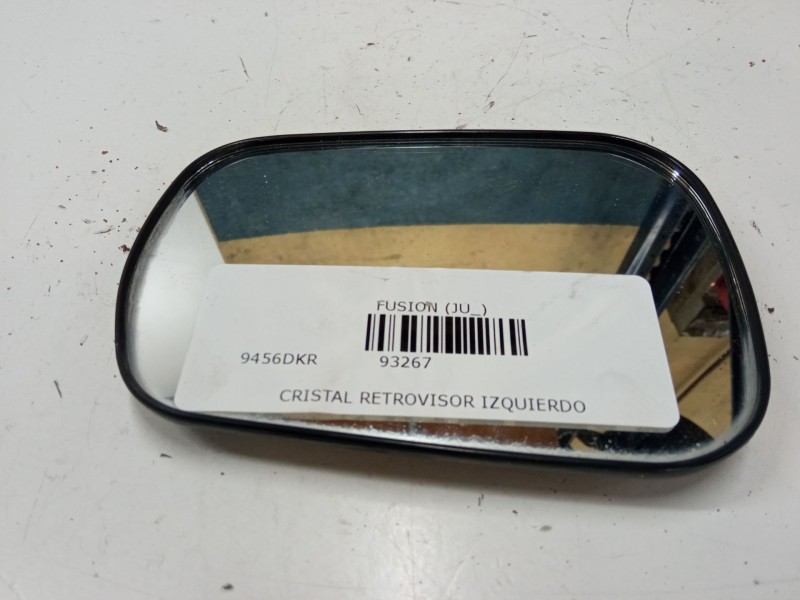 FUSION (JU_)
9456DKR 93267
CRISTAL RETROVISOR IZQUIERDO